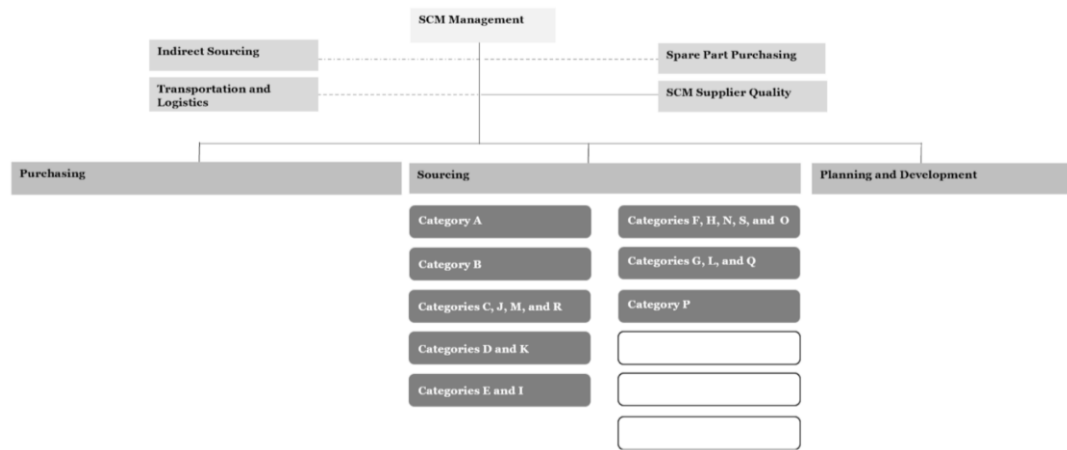 SCM Management
Indirect Sourcing
Spare Part Purchasing
Transportation and
Logistics
SCM Supplier Quality
Purchasing
Sourcing
Planning and Development
Category A
Categories F, H, N, S, and O
Category B
Categories G, L, and Q
Categories C, J, M, and R
Category P
Categories D and K
Categories E and I